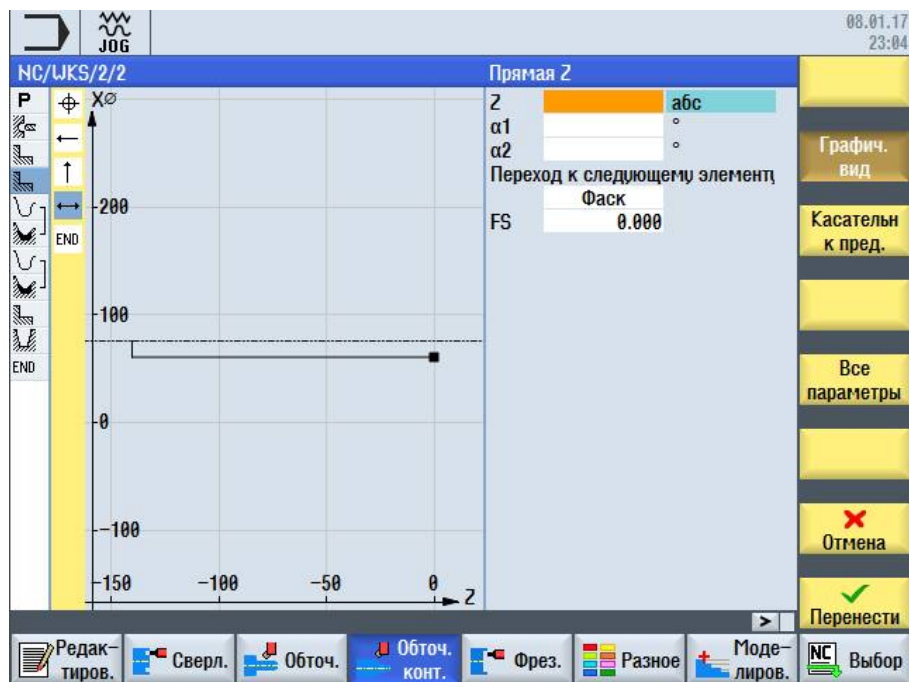 JOG
08.01.17
23:04
NC/WKS/2/2
Прямая Z
P
END
END
XØ
200
100
0
-100
-150
-100
-50
0
Z
Z абс
α1 °
α2 °
Переход к следующему элементу
Фаск
FS 0.000
Графич.
вид
Касательн
к пред.
Все
параметры
Отмена
Перенести
>
Редак-
тиров.
Сверл.
Обточ.
Обточ.
конт.
Фрез.
Разное
Моде-
лиров.
NC
Выбор